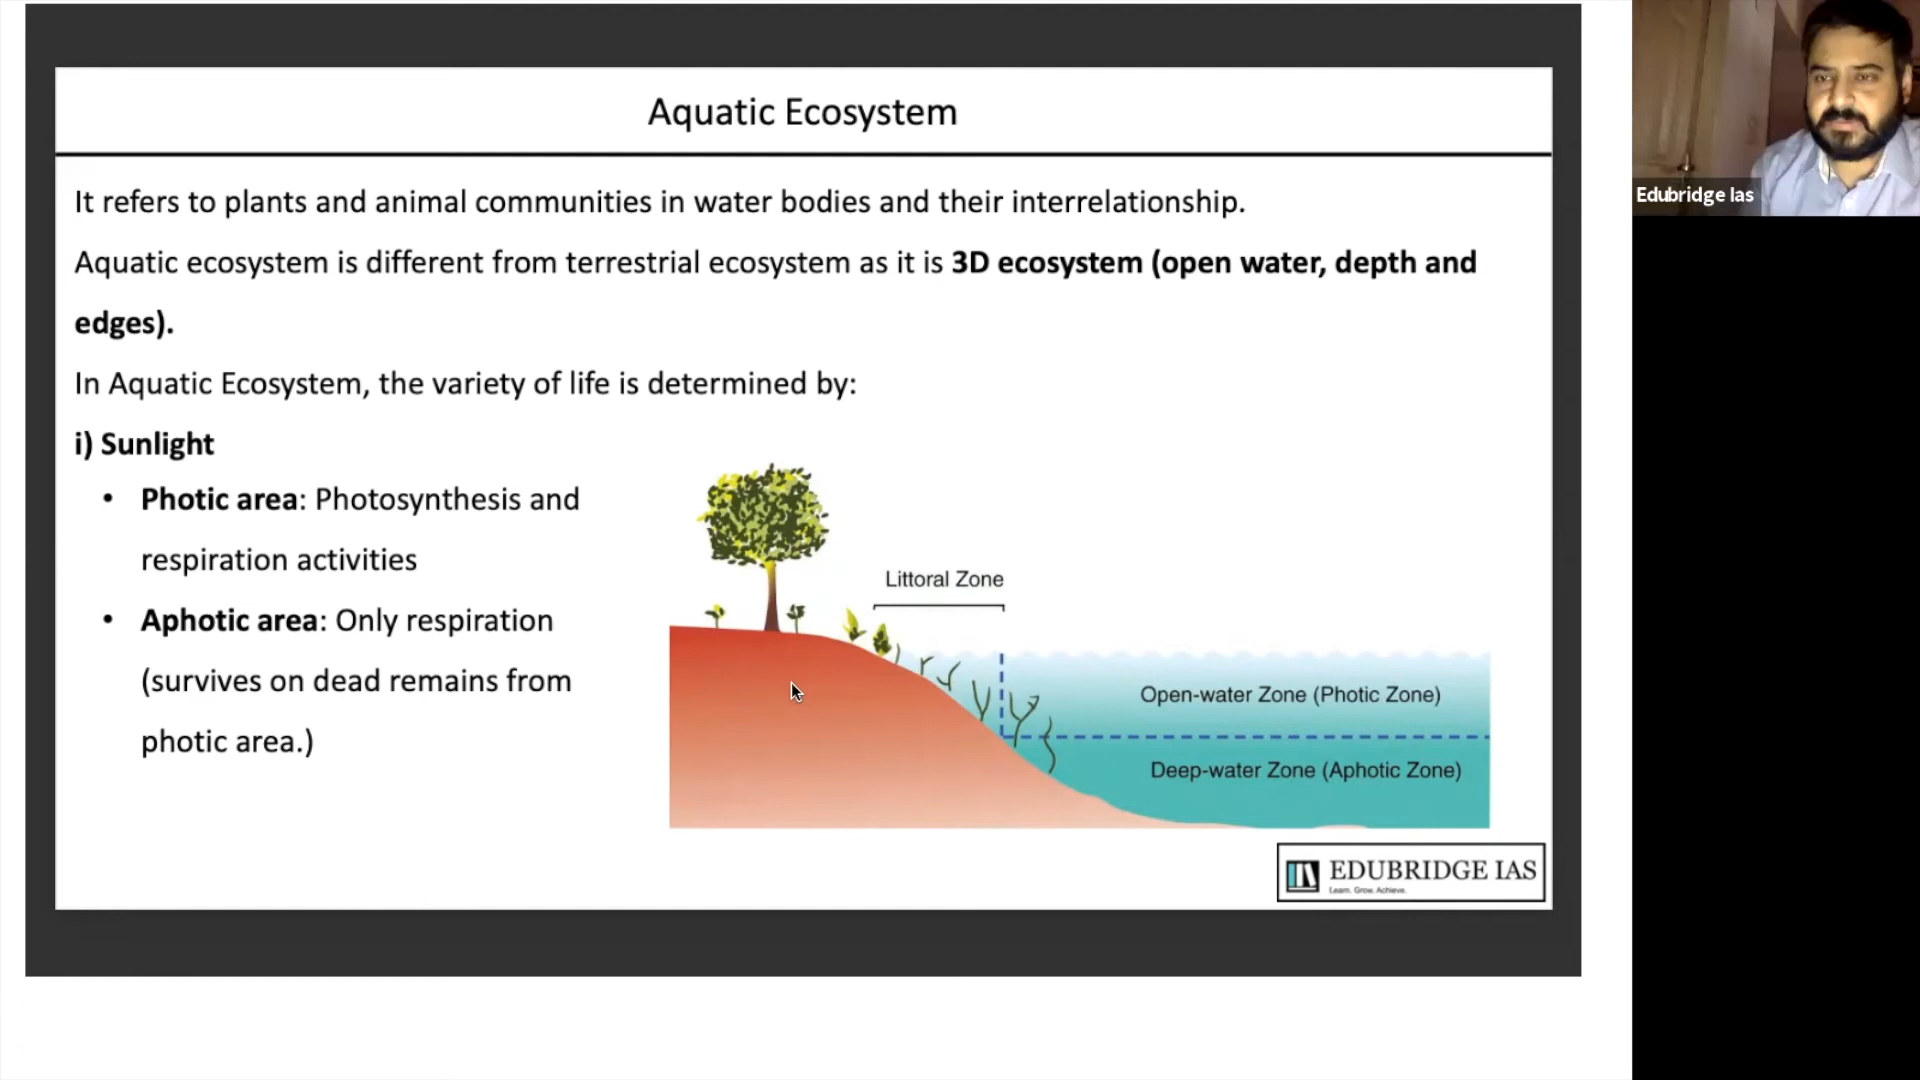 Aquatic Ecosystem
It refers to plants and animal communities in water bodies and their interrelationship.
Aquatic ecosystem is different from terrestrial ecosystem as it is 3D ecosystem (open water, depth and
edges).
In Aquatic Ecosystem, the variety of life is determined by:
i) Sunlight
• Photic area: Photosynthesis and
respiration activities
• Aphotic area: Only respiration
(survives on dead remains from
photic area.)
Littoral Zone
Open-water Zone (Photic Zone)
Deep-water Zone (Aphotic Zone)
EDUBRIDGE IAS
Learn. Grow. Achieve.
Edubridge Ias